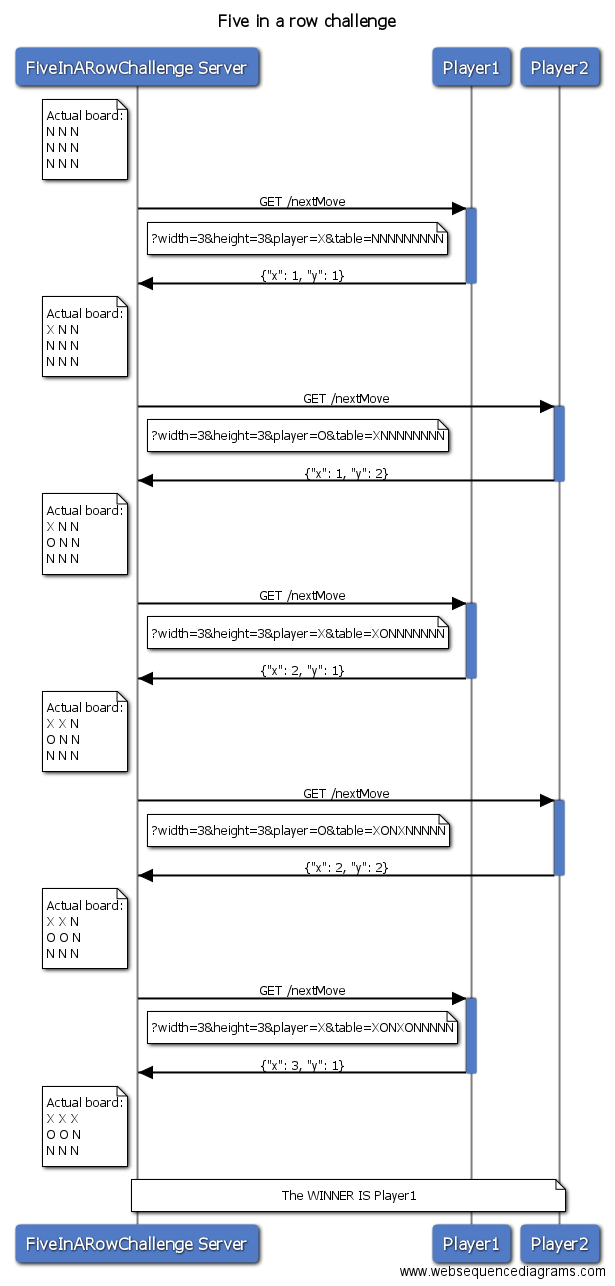 Five in a row challenge
FiveInARowChallenge Server
Player1
Player2
Actual board:
N N N
N N N
N N N
GET /nextMove
?width=3&height=3&player=X&table=NNNNNNNNN
{"x": 1, "y": 1}
Actual board:
X N N
N N N
N N N
GET /nextMove
?width=3&height=3&player=O&table=XNNNNNNNN
{"x": 1, "y": 2}
Actual board:
X N N
O N N
N N N
GET /nextMove
?width=3&height=3&player=X&table=XONNNNNNN
{"x": 2, "y": 1}
Actual board:
X X N
O N N
N N N
GET /nextMove
?width=3&height=3&player=O&table=XONXNNNNN
{"x": 2, "y": 2}
Actual board:
X X N
O O N
N N N
GET /nextMove
?width=3&height=3&player=X&table=XONXONNNNN
{"x": 3, "y": 1}
Actual board:
X X X
O O N
N N N
The WINNER IS Player1
FiveInARowChallenge Server
Player1
Player2
www.websequencediagrams.com